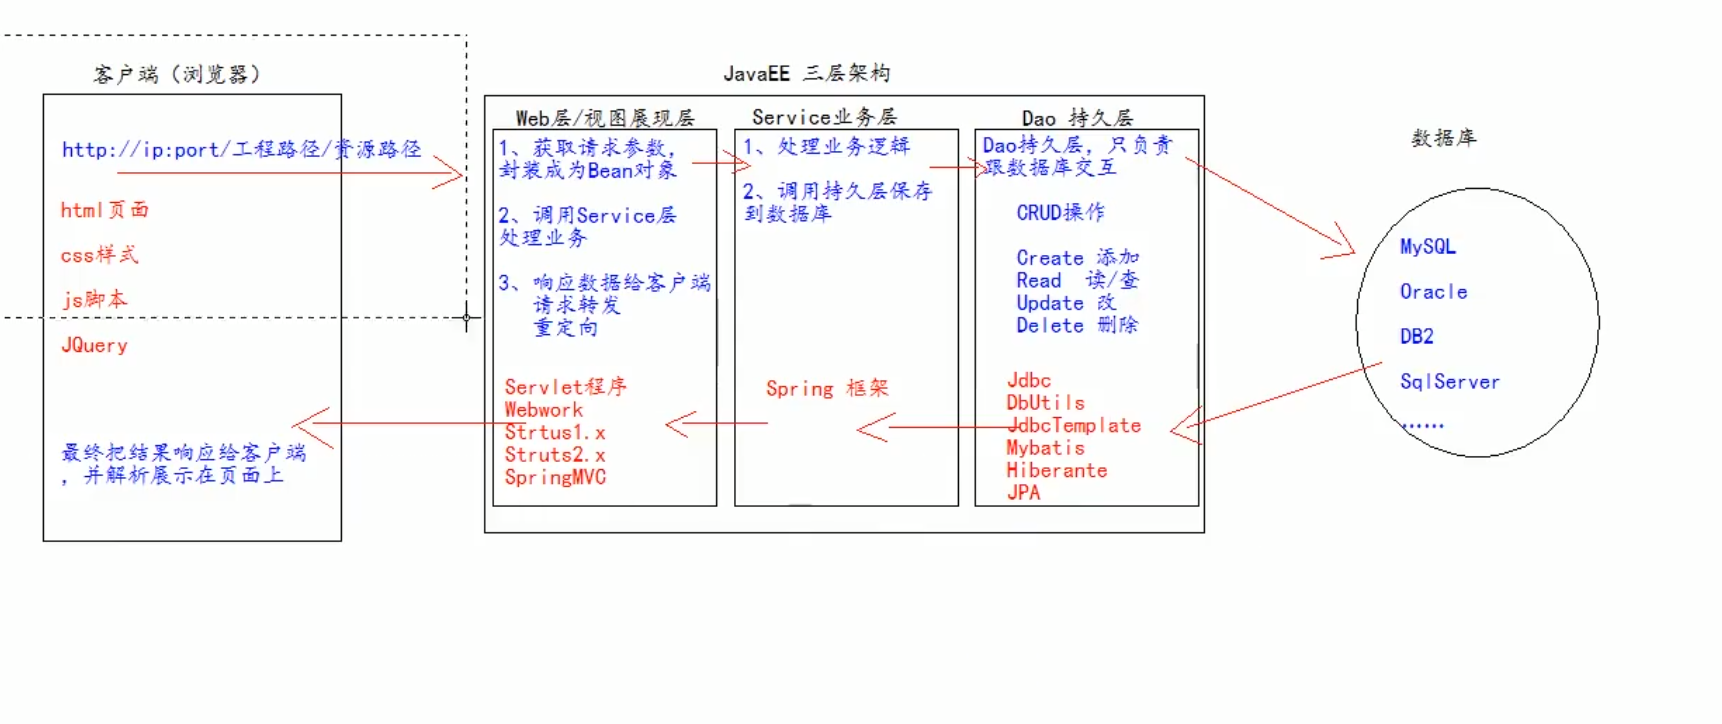 客户端（浏览器）
http://ip:port/工程路径/资源路径
html页面
css样式
js脚本
JQuery
最终把结果响应给客户端
，并解析展示在页面上
JavaEE 三层架构
Web层/视图展现层
1、获取请求参数，
封装成为Bean对象
2、调用Service层
处理业务
3、响应数据给客户端
请求转发
重定向
Servlet程序
Webwork
Strtus1.x
Struts2.x
SpringMVC
Service业务层
1、处理业务逻辑
2、调用持久层保存
到数据库
Spring 框架
Dao 持久层
Dao持久层，只负责
跟数据库交互
CRUD操作
Create 添加
Read 读/查
Update 改
Delete 删除
Jdbc
DbUtils
JdbcTemplate
Mybatis
Hiberante
JPA
数据库
MySQL
Oracle
DB2
SqlServer
......